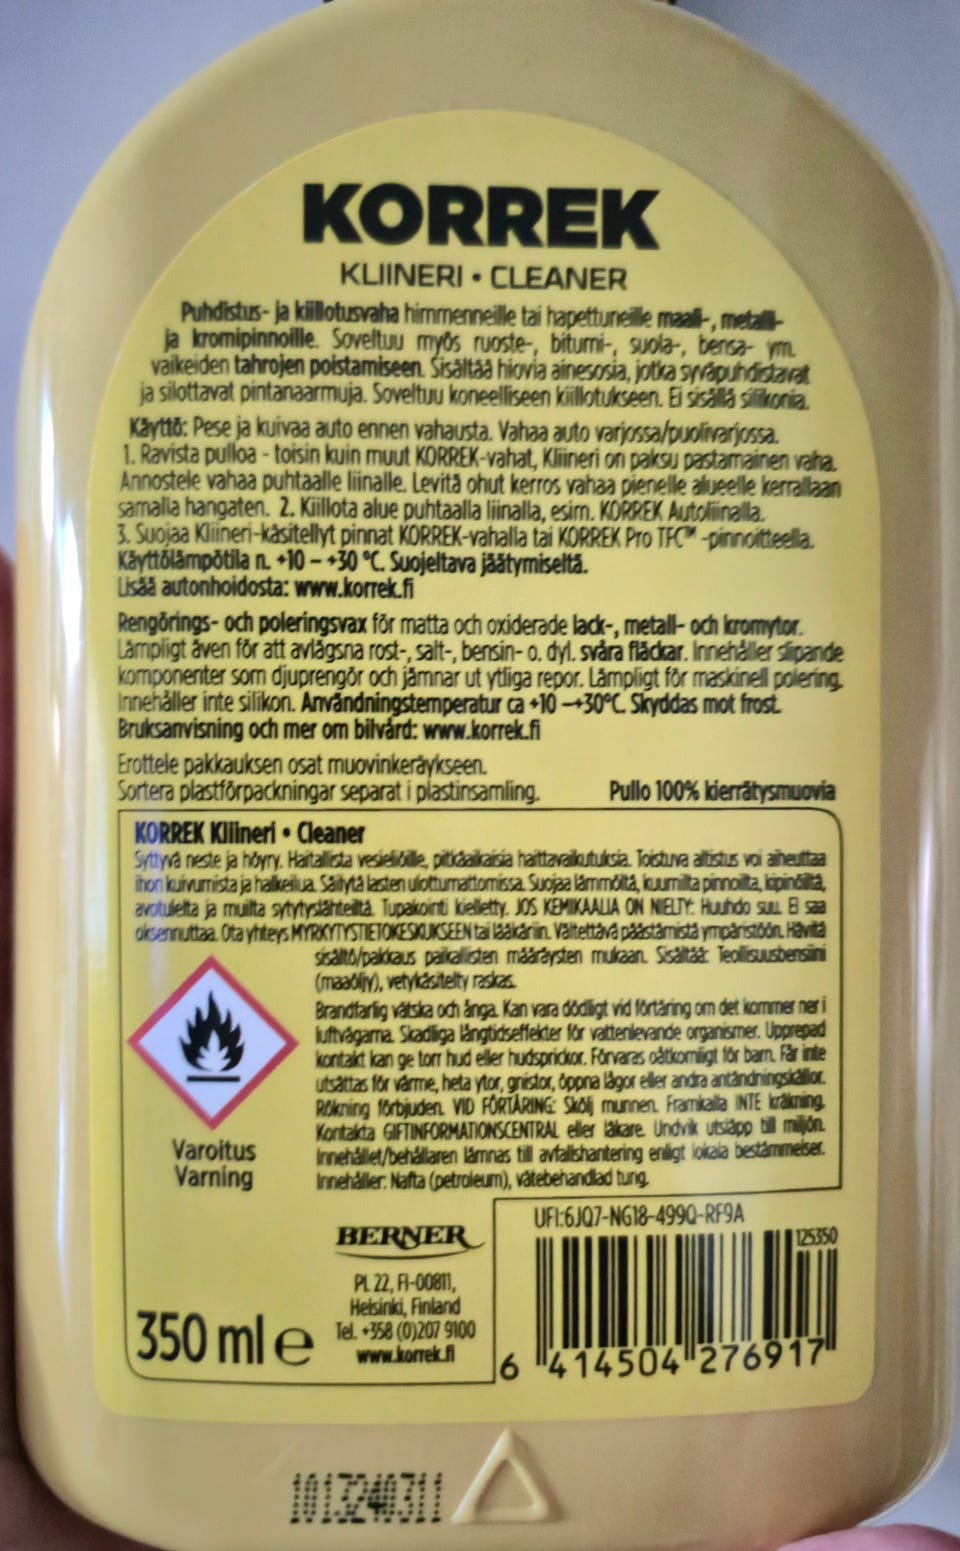 KORREK
KLIINERI • CLEANER
Puhdistus- ja kiillotusvaha himmenneille tai hapettuneille maali-, metalli-
ja kromipinnoille. Soveltuu myös ruoste-, bitumi-, suola-, bensa- ym.
vaikeiden tahrojen poistamiseen. Sisältää hiovia ainesosia, jotka syväpuhdistavat
ja silottavat pintanaarmuja. Soveltuu koneelliseen kiillotukseen. Ei sisällä silikonia.
Käyttö: Pese ja kuivaa auto ennen vahausta. Vahaa auto varjossa/puolivarjossa.
1. Ravista pulloa - toisin kuin muut KORREK-vahat, Kliineri on paksu pastamainen vaha.
Annostele vahaa puhtaalle liinalle. Levitä ohut kerros vahaa pienelle alueelle kerrallaan
samalla hangaten. 2. Kiillota alue puhtaalla liinalla, esim. KORREK Autoliinalla.
3. Suojaa Kliineri-käsitellyt pinnat KORREK-vahalla tai KORREK Pro TFC™ -pinnoitteella.
Käyttölämpötila n. +10 – +30 °C. Suojeltava jäätymiseltä.
Lisää autonhoidosta: www.korrek.fi
Rengörings- och poleringsvax för matta och oxiderade lack-, metall- och kromytor.
Lämpligt även för att avlägsna rost-, salt-, bensin- o. dyl. svåra fläckar. Innehåller slipande
komponenter som djuprengör och jämnar ut ytliga repor. Lämpligt för maskinell polering.
Innehåller inte silikon. Användningstemperatur ca +10 –+30°C. Skyddas mot frost.
Bruksanvisning och mer om bilvård: www.korrek.fi
Erottele pakkauksen osat muovinkeräykseen.
Sortera plastförpackningar separat i plastinsamling. Pullo 100% kierrätysmuovia
KORREK Kliineri • Cleaner
Syttyvä neste ja höyry. Haitallista vesieliöille, pitkäaikaisia haittavaikutuksia. Toistuva altistus voi aiheuttaa
ihon kuivumista ja halkeilua. Säilytä lasten ulottumattomissa. Suojaa lämmöltä, kuumilta pinnoilta, kipinöiltä,
avotulelta ja muilta sytytyslähteiltä. Tupakointi kielletty. JOS KEMIKAALIA ON NIELTY: Huuhdo suu. EI saa
oksennuttaa. Ota yhteys MYRKYTYSTIETOKESKUKSEEN tai lääkäriin. Vältettävä päästämistä ympäristöön. Hävitä
sisältö/pakkaus paikallisten määräysten mukaan. Sisältää: Teollisuusbensiini
(maaöljy), vetykäsitelty raskas.
Brandfarlig vätska och ånga. Kan vara dödligt vid förtäring om det kommer ner i
luftvägarna. Skadliga långtidseffekter för vattenlevande organismer. Upprepad
kontakt kan ge torr hud eller hudsprickor. Förvaras oåtkomligt för barn. Får inte
utsättas för värme, heta ytor, gnistor, öppna lågor eller andra antändningskällor.
Rökning förbjuden. VID FÖRTÄRING: Skölj munnen. Framkalla INTE kräkning.
Kontakta GIFTINFORMATIONSCENTRAL eller läkare. Undvik utsläpp till miljön.
Innehållet/behållaren lämnas till avfallshantering enligt lokala bestämmelser.
Innehåller: Nafta (petroleum), vätebehandlad tung.
Varoitus
Varning
BERNER
PL 22, FI-00811,
Helsinki, Finland
Tel. +358 (0)207 9100
www.korrek.fi
350 ml e
UFI:6JQ7-NG18-499Q-RF9A
125350
6 414504 276917